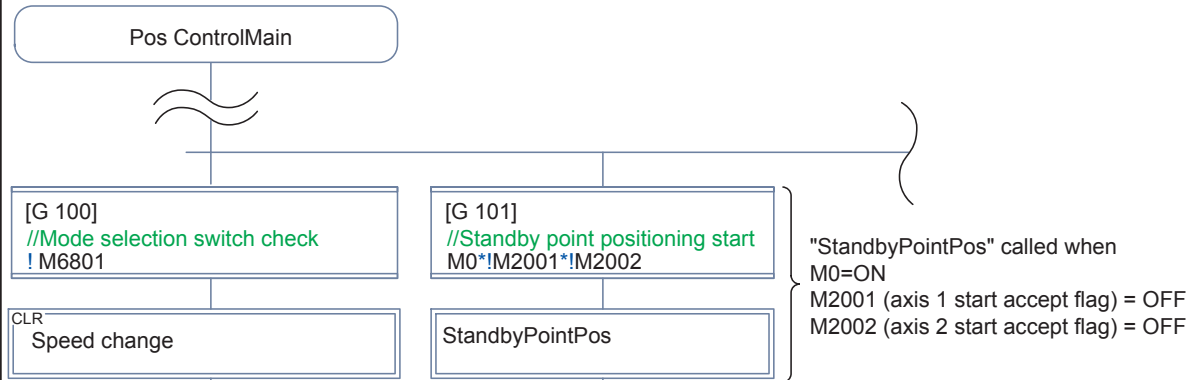 Pos ControlMain
[G 100]
//Mode selection switch check
! M6801
CLR
Speed change
[G 101]
//Standby point positioning start
M0*!M2001*!M2002
StandbyPointPos
"StandbyPointPos" called when
M0=ON
M2001 (axis 1 start accept flag) = OFF
M2002 (axis 2 start accept flag) = OFF